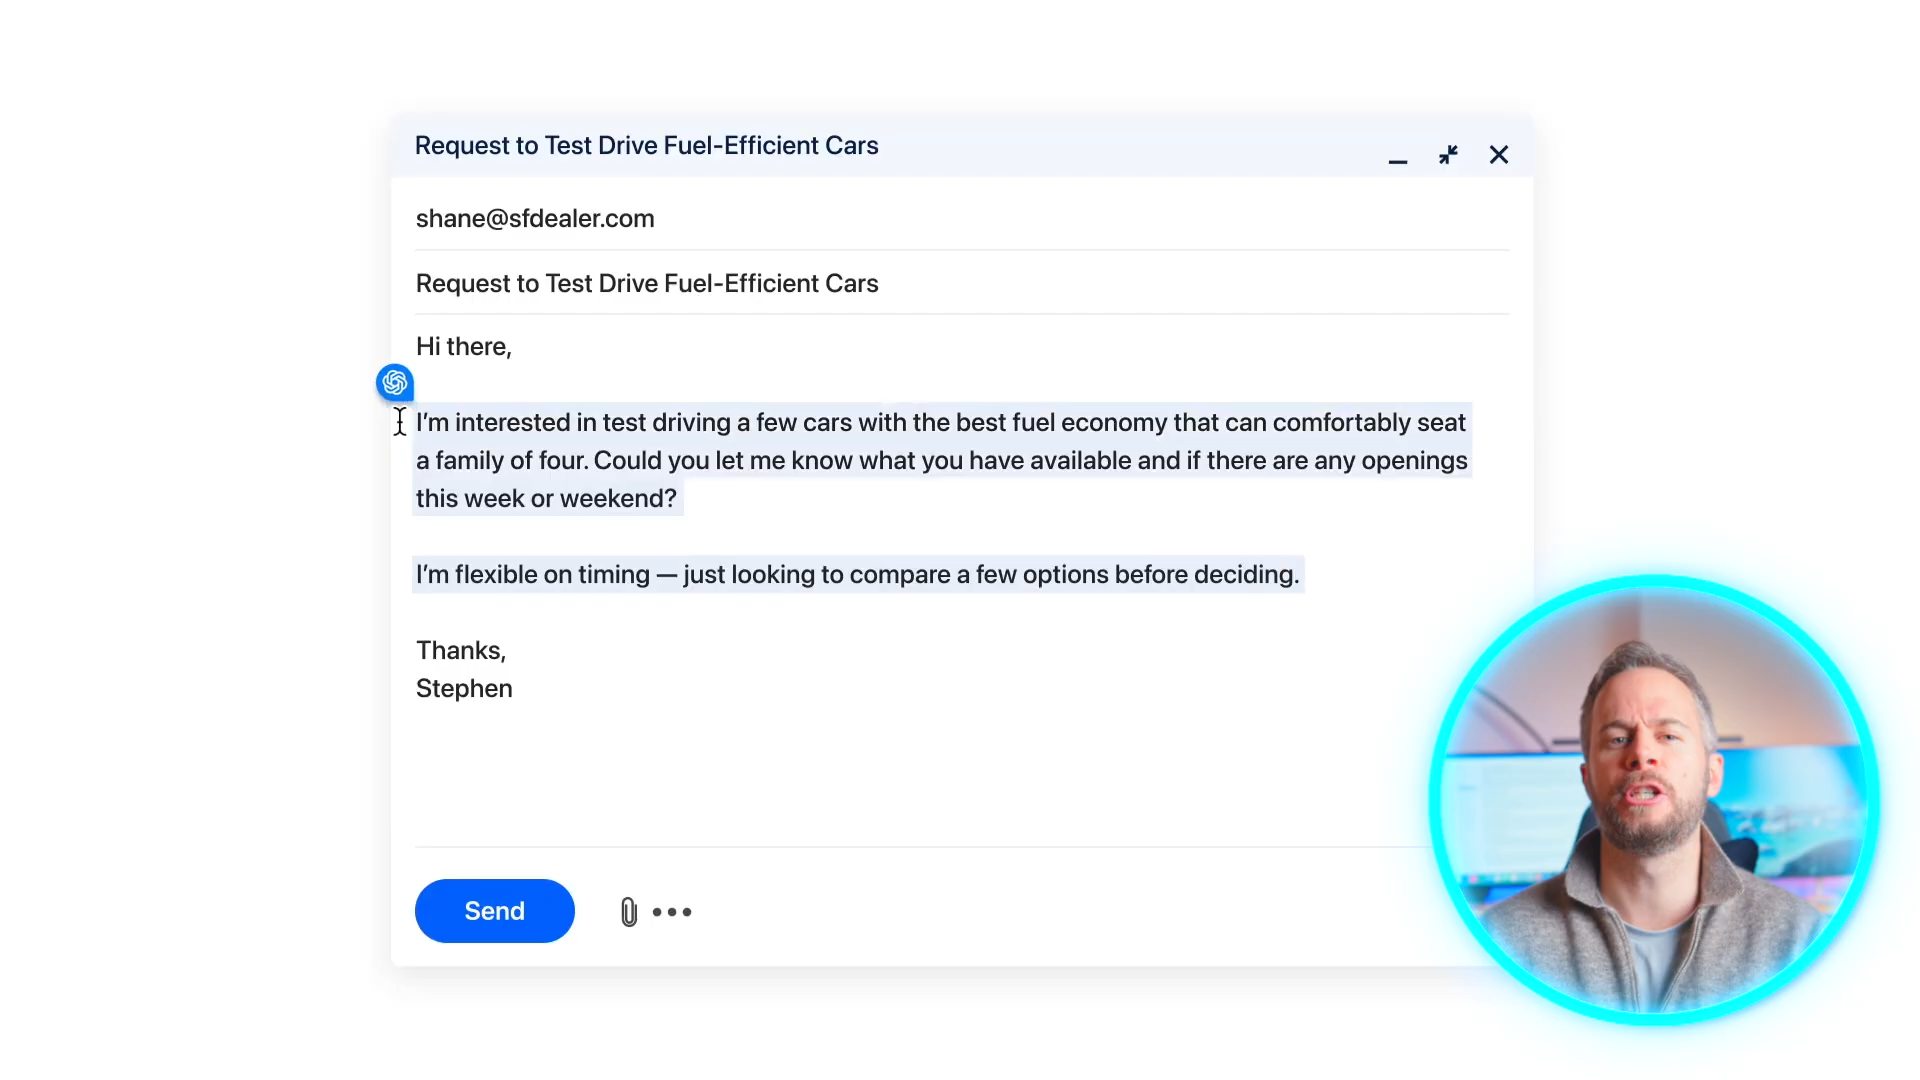 Request to Test Drive Fuel-Efficient Cars
shane@sfdealer.com
Request to Test Drive Fuel-Efficient Cars
Hi there,
I’m interested in test driving a few cars with the best fuel economy that can comfortably seat
a family of four. Could you let me know what you have available and if there are any openings
this week or weekend?
I’m flexible on timing — just looking to compare a few options before deciding.
Thanks,
Stephen
Send